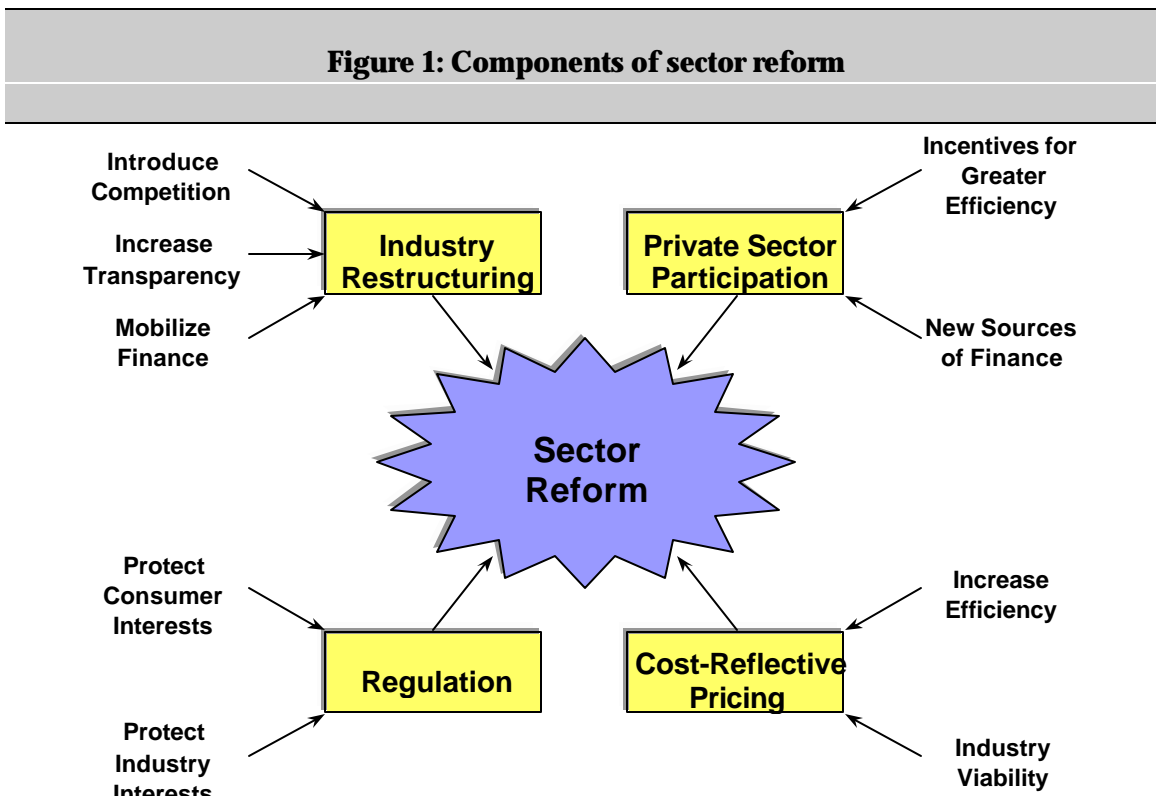 Figure 1: Components of sector reform
Introduce
Competition
Increase
Transparency
Mobilize
Finance
Industry
Restructuring
Private Sector
Participation
Incentives for
Greater
Efficiency
New Sources
of Finance
Sector
Reform
Protect
Consumer
Interests
Protect
Industry
Interests
Regulation
Cost-Reflective
Pricing
Increase
Efficiency
Industry
Viability